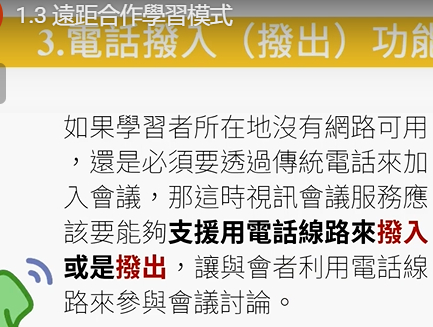 1.3 遠距合作學習模式
3.電話撥入（撥出）功能
如果學習者所在地沒有網路可用
，還是必須要透過傳統電話來加
入會議，那這時視訊會議服務應
該要能夠支援用電話線路來撥入
或是撥出，讓與會者利用電話線
路來參與會議討論。